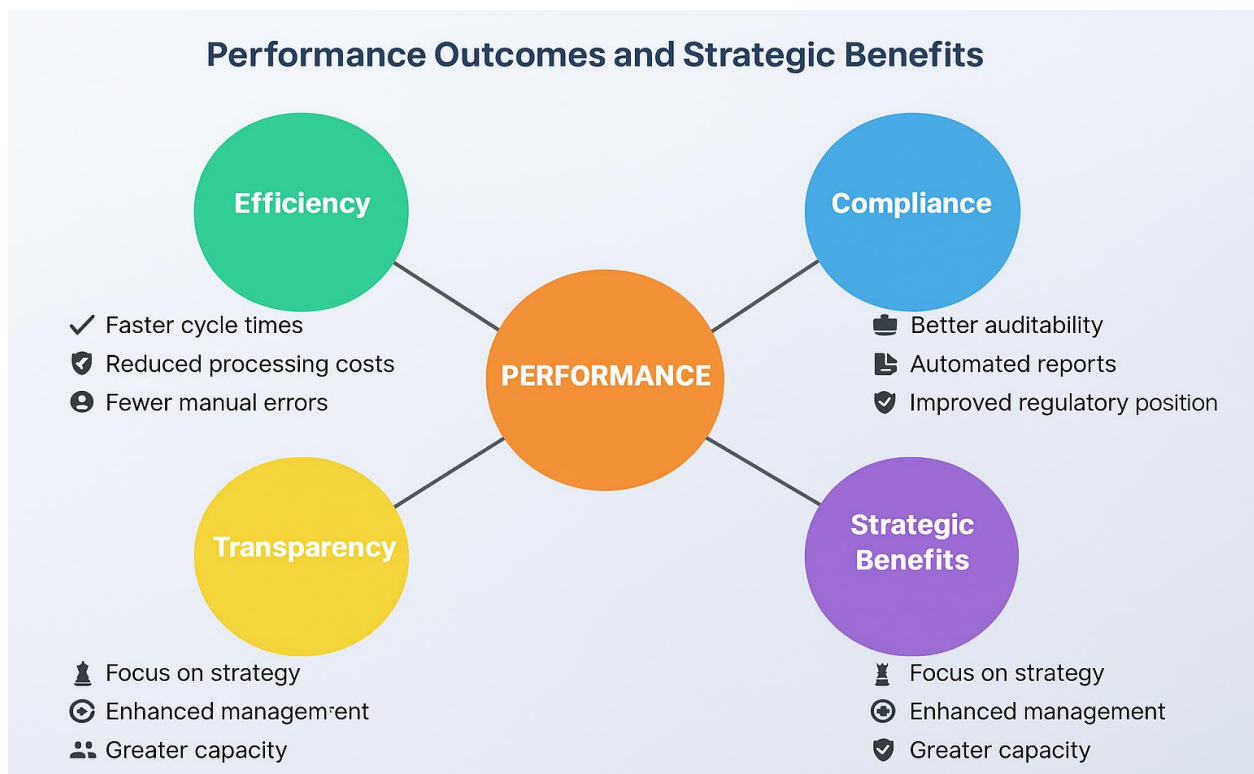 Performance Outcomes and Strategic Benefits
Efficiency
Faster cycle times
Reduced processing costs
Fewer manual errors
Compliance
Better auditability
Automated reports
Improved regulatory position
PERFORMANCE
Transparency
Focus on strategy
Enhanced management
Greater capacity
Strategic
Benefits
Focus on strategy
Enhanced management
Greater capacity